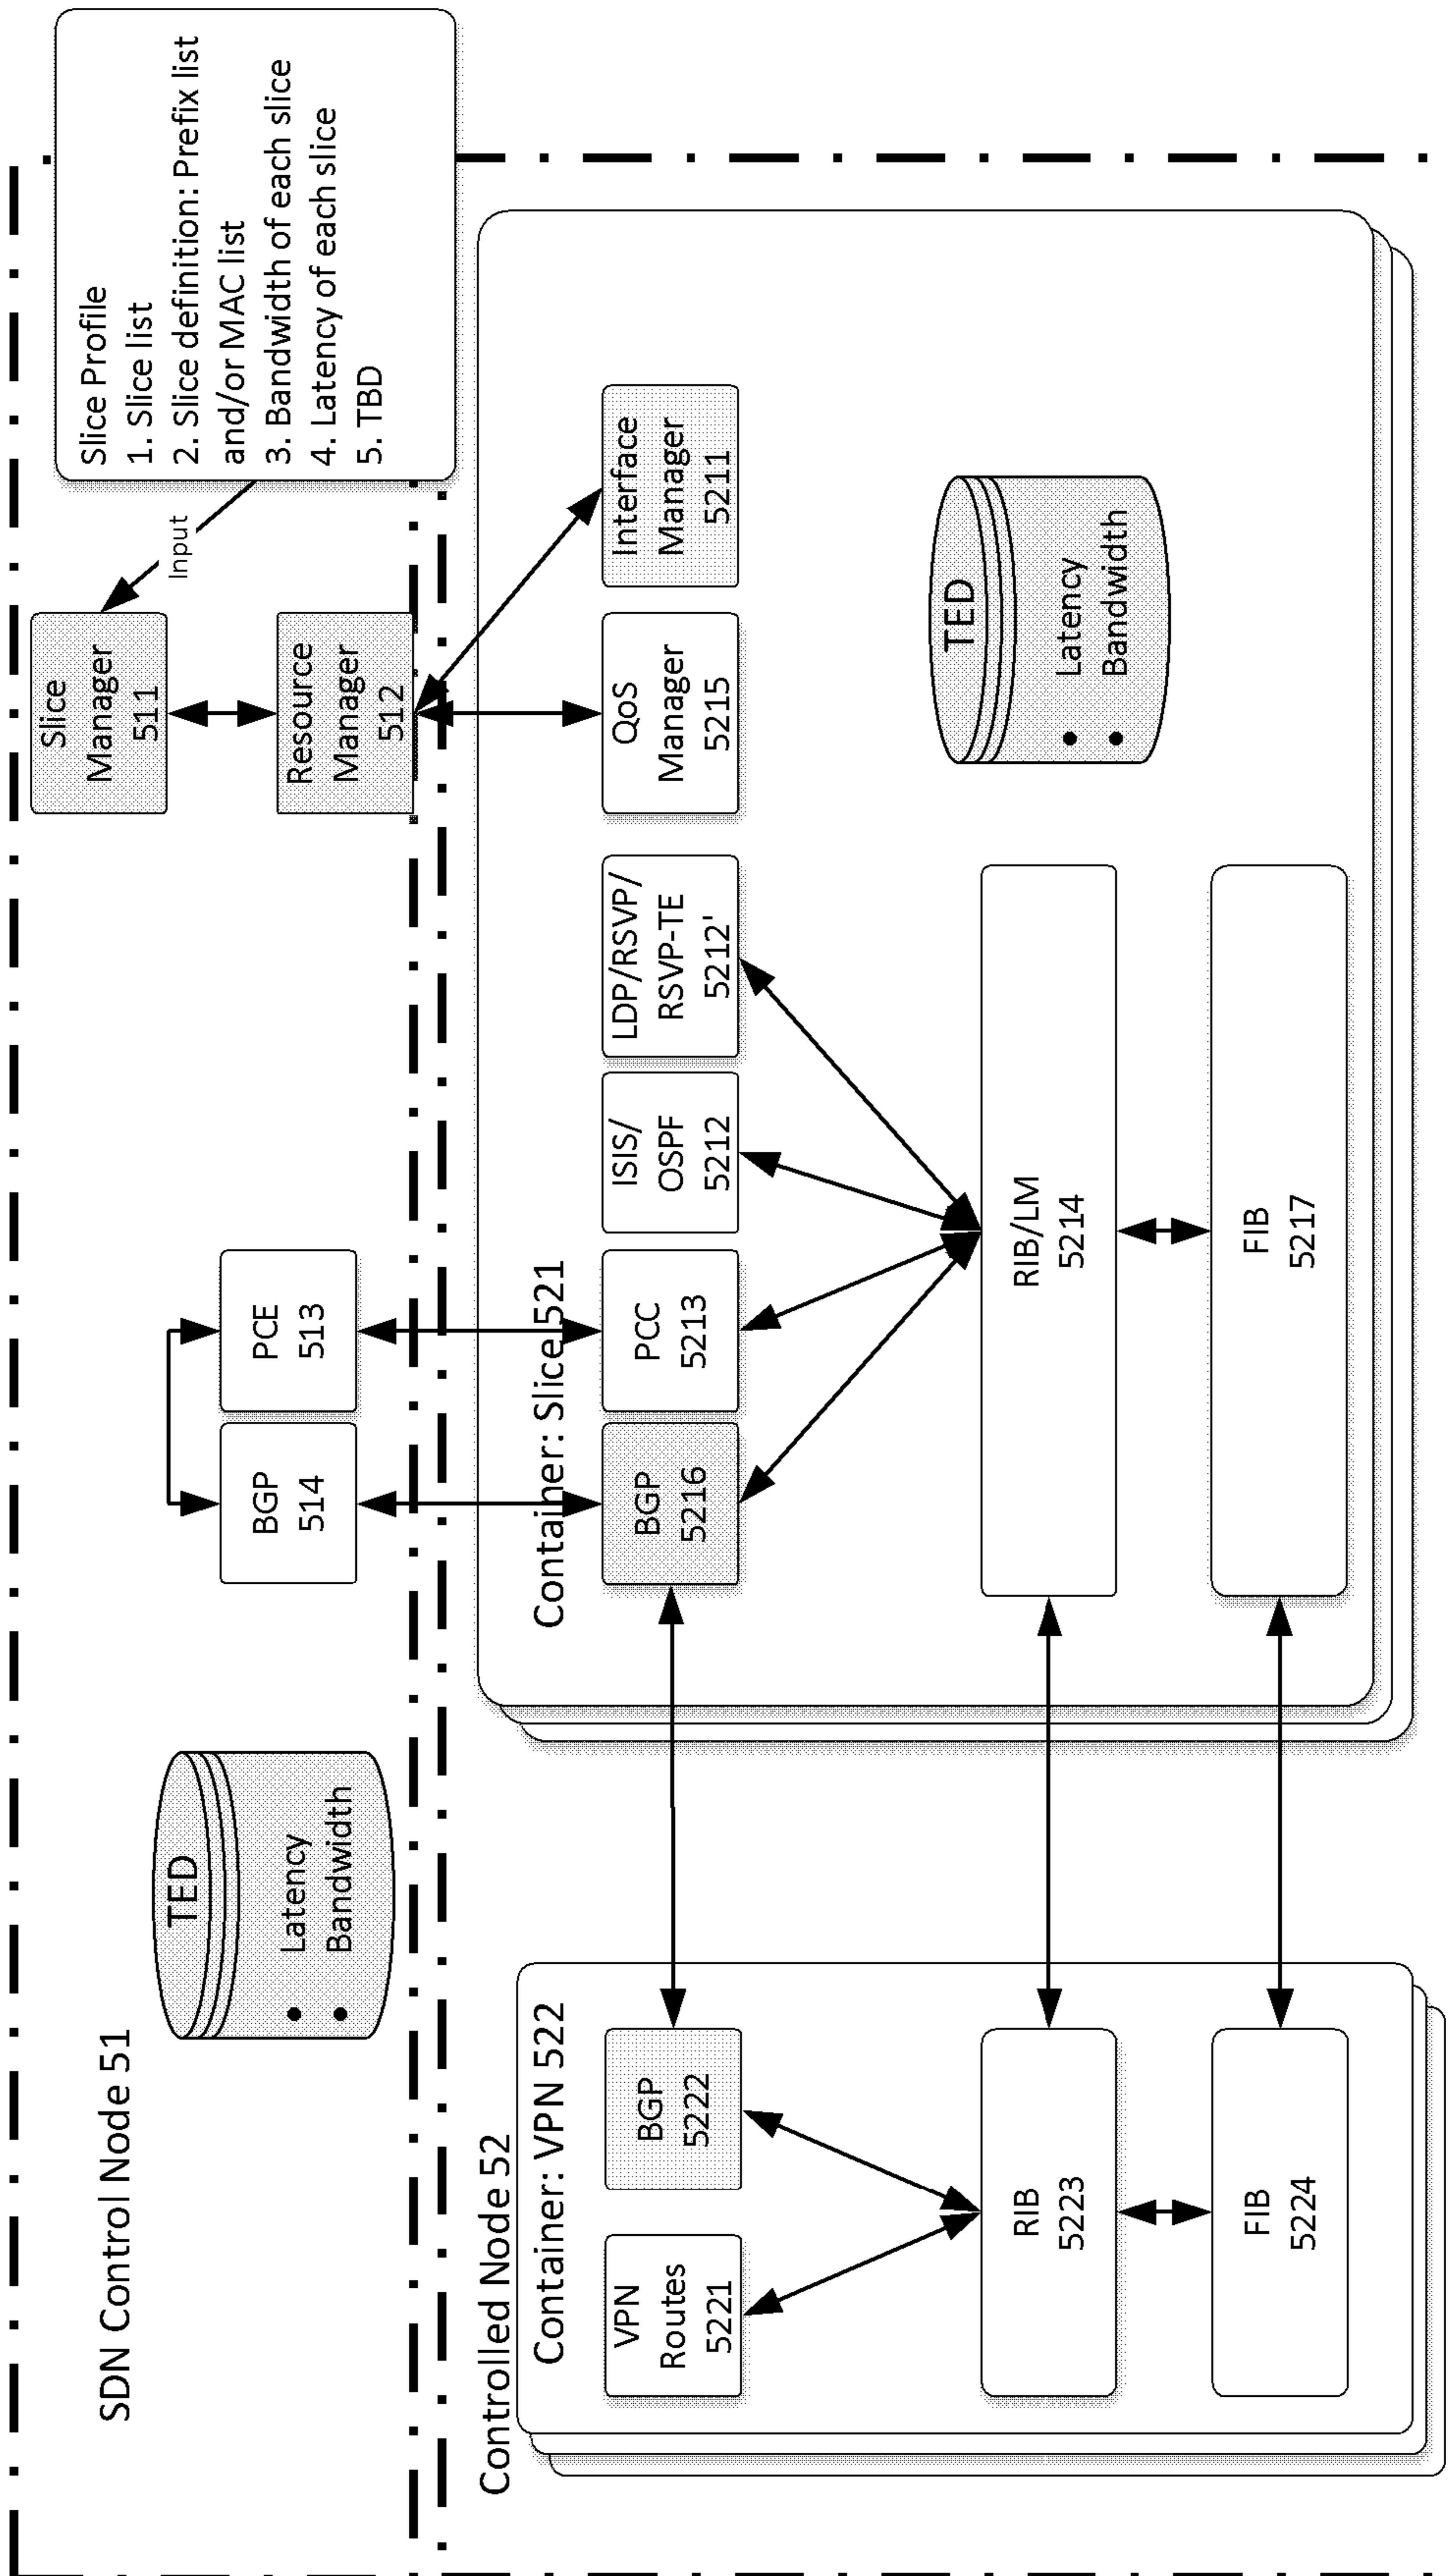 SDN Control Node 51
TED
• Latency
• Bandwidth
BGP
514
PCE
513
Slice
Manager
511
Resource
Manager
512
Input
Slice Profile
1. Slice list
2. Slice definition: Prefix list
and/or MAC list
3. Bandwidth of each slice
4. Latency of each slice
5. TBD
Controlled Node 52
Container: VPN 522
VPN
Routes
5221
BGP
5222
RIB
5223
FIB
5224
Container: Slice 521
BGP
5216
PCC
5213
ISIS/
OSPF
5212
LDP/RSVP/
RSVP-TE
5212'
QoS
Manager
5215
Interface
Manager
5211
RIB/LM
5214
FIB
5217
TED
• Latency
• Bandwidth